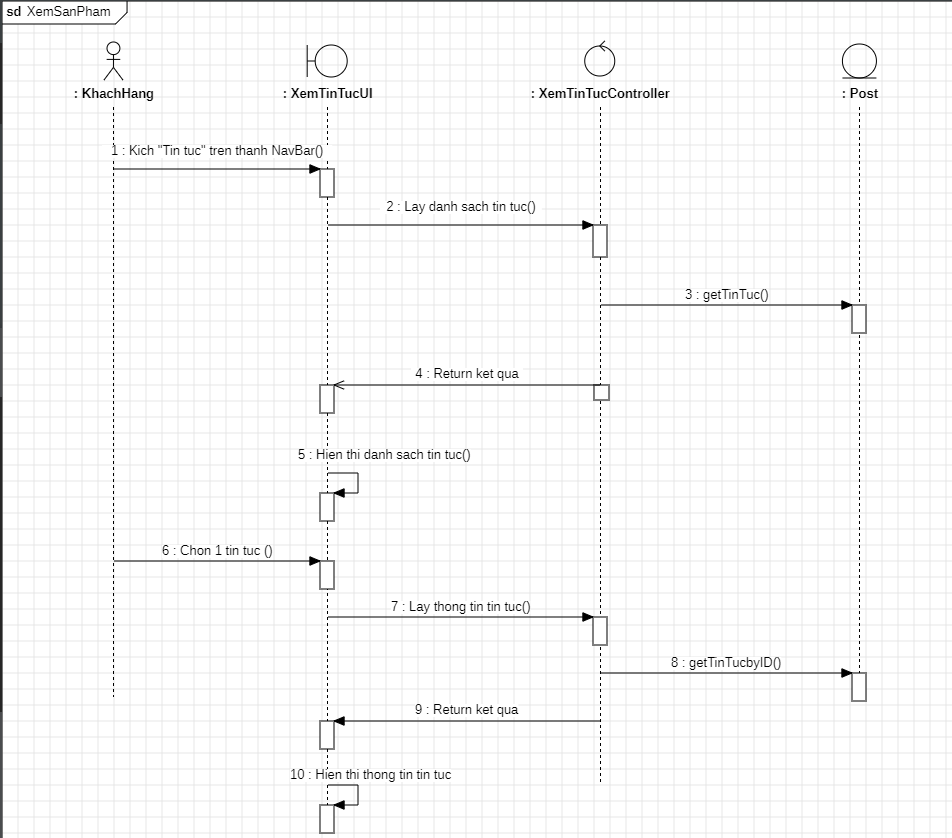 sd XemSanPham
: KhachHang
: XemTinTucUI
: XemTinTucController
: Post
1 : Kich "Tin tuc" tren thanh NavBar()
2 : Lay danh sach tin tuc()
3 : getTinTuc()
4 : Return ket qua
5 : Hien thi danh sach tin tuc()
6 : Chon 1 tin tuc ()
7 : Lay thong tin tin tuc()
8 : getTinTucbyID()
9 : Return ket qua
10 : Hien thi thong tin tin tuc